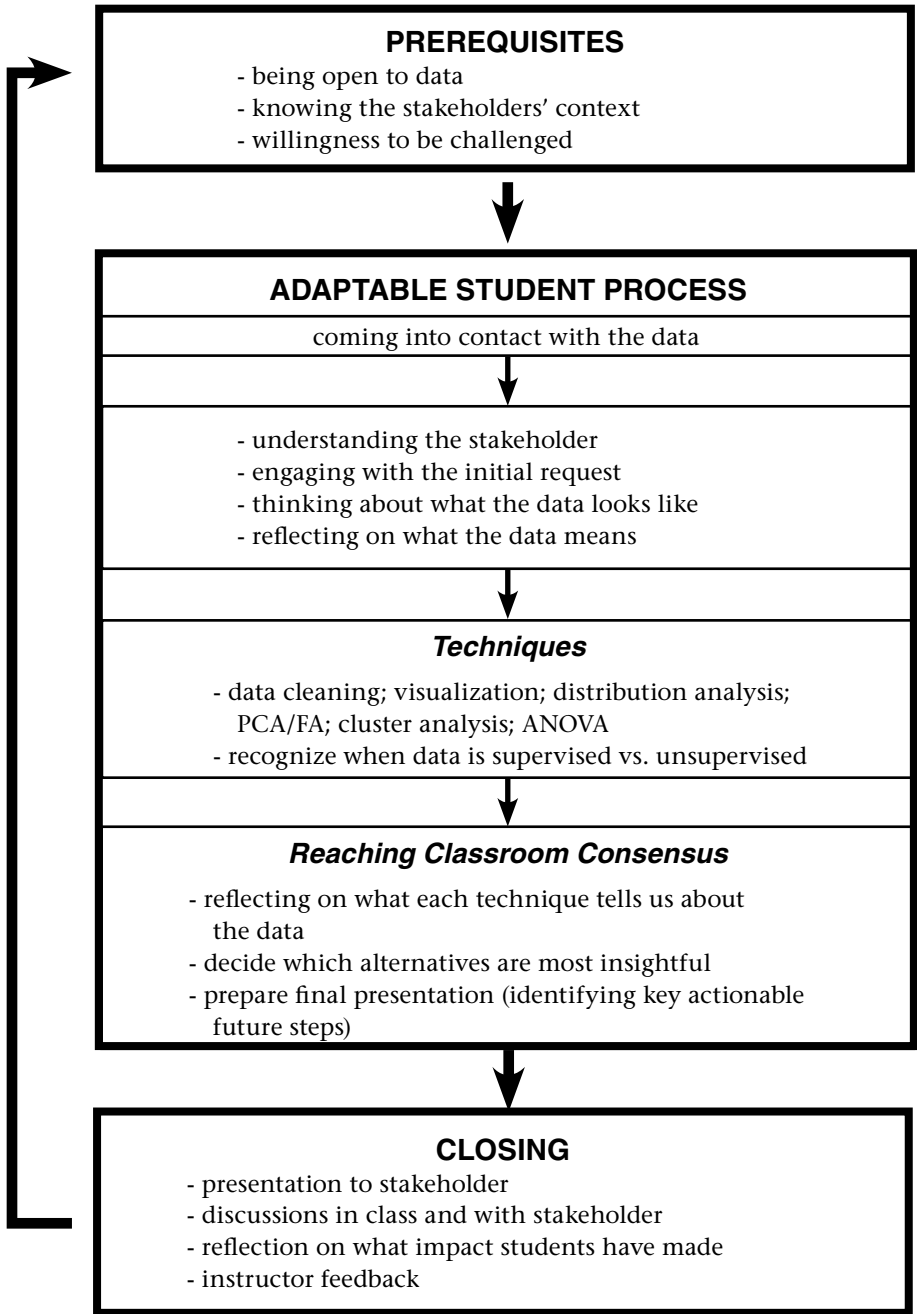 PREREQUISITES
- being open to data
- knowing the stakeholders’ context
- willingness to be challenged
ADAPTABLE STUDENT PROCESS
coming into contact with the data
- understanding the stakeholder
- engaging with the initial request
- thinking about what the data looks like
- reflecting on what the data means
Techniques
- data cleaning; visualization; distribution analysis;
PCA/FA; cluster analysis; ANOVA
- recognize when data is supervised vs. unsupervised
Reaching Classroom Consensus
- reflecting on what each technique tells us about
the data
- decide which alternatives are most insightful
- prepare final presentation (identifying key actionable
future steps)
CLOSING
- presentation to stakeholder
- discussions in class and with stakeholder
- reflection on what impact students have made
- instructor feedback